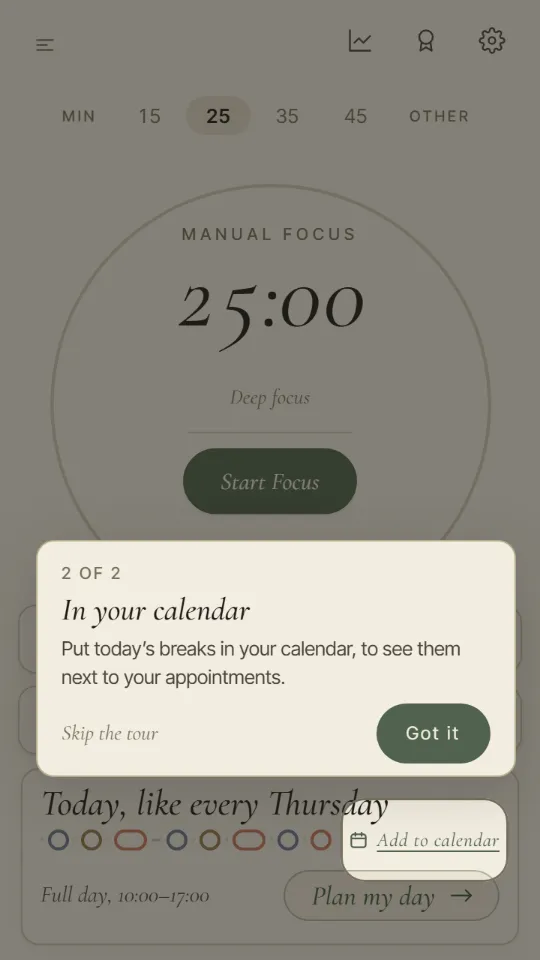 MIN 15 25 35 45 OTHER
MANUAL FOCUS
25:00
Deep focus
Start Focus
2 OF 2
In your calendar
Put today's breaks in your calendar, to see them
next to your appointments.
Skip the tour
Got it
Today, like every Thursday
Add to calendar
Full day, 10:00–17:00
Plan my day →